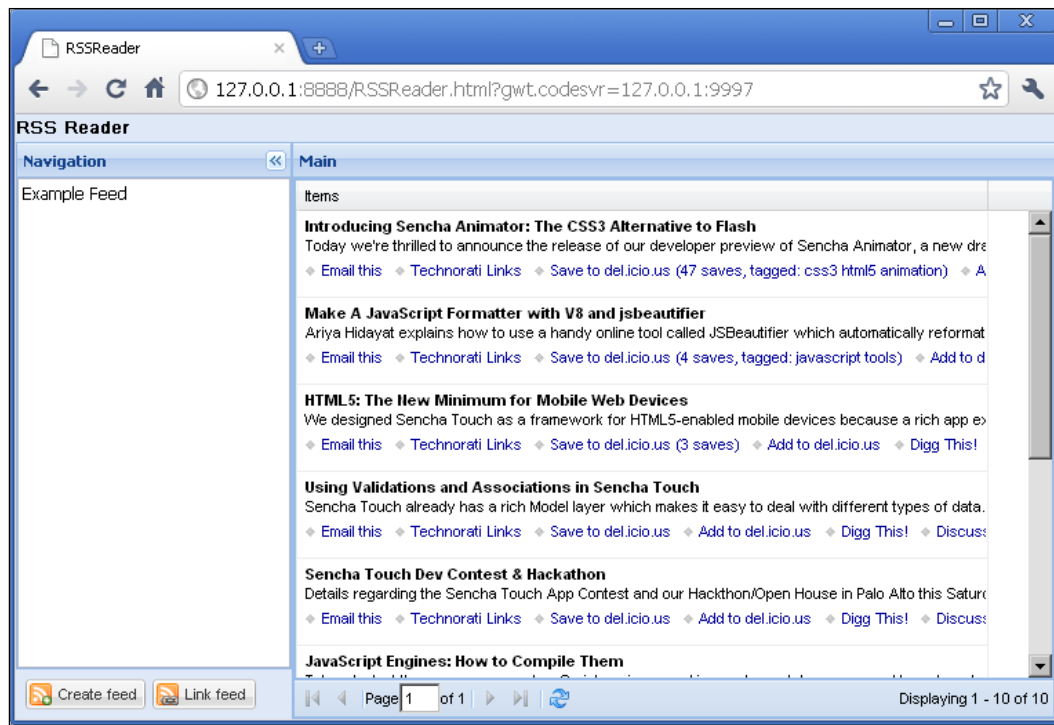 RSSReader
127.0.0.1:8888/RSSReader.html?gwt.codesvr=127.0.0.1:9997
RSS Reader
Navigation
Main
Example Feed
Items
Introducing Sencha Animator: The CSS3 Alternative to Flash
Today we're thrilled to announce the release of our developer preview of Sencha Animator, a new dra
Email this Technorati Links Save to del.icio.us (47 saves, tagged: css3 html5 animation) A
Make A JavaScript Formatter with V8 and jsbeautifier
Ariya Hidayat explains how to use a handy online tool called JSBeautifier which automatically reformat
Email this Technorati Links Save to del.icio.us (4 saves, tagged: javascript tools) Add to d
HTML5: The New Minimum for Mobile Web Devices
We designed Sencha Touch as a framework for HTML5-enabled mobile devices because a rich app
Email this Technorati Links Save to del.icio.us (3 saves) Add to del.icio.us Digg This!
Using Validations and Associations in Sencha Touch
Sencha Touch already has a rich Model layer which makes it easy to deal with different types of data.
Email this Technorati Links Save to del.icio.us Add to del.icio.us Digg This! Discuss
Sencha Touch Dev Contest & Hackathon
Details regarding the Sencha Touch App Contest and our Hackthon/Open House in Palo Alto this Saturd
Email this Technorati Links Save to del.icio.us Add to del.icio.us Digg This! Discuss
JavaScript Engines: How to Compile Them
Create feed Link feed
Page 1 of 1
Displaying 1 - 10 of 10